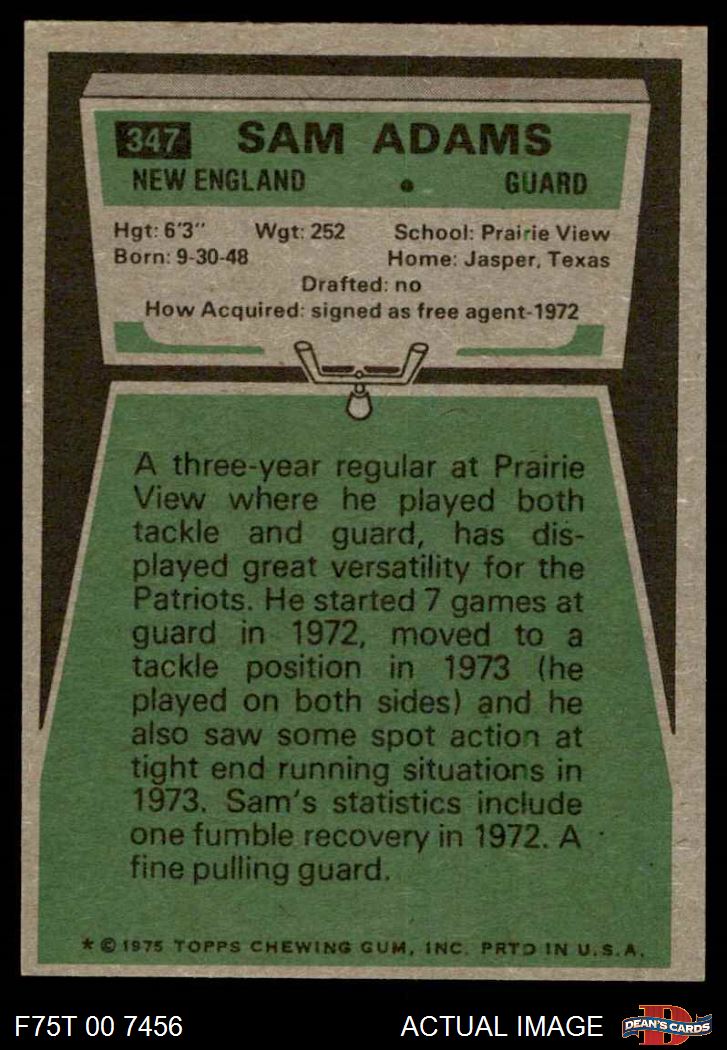 347 SAM ADAMS
NEW ENGLAND • GUARD
Hgt: 6'3" Wgt: 252 School: Prairie View
Born: 9-30-48 Home: Jasper, Texas
Drafted: no
How Acquired: signed as free agent-1972
A three-year regular at Prairie
View where he played both
tackle and guard, has dis-
played great versatility for the
Patriots. He started 7 games at
guard in 1972, moved to a
tackle position in 1973 (he
played on both sides) and he
also saw some spot action at
tight end running situations in
1973. Sam's statistics include
one fumble recovery in 1972. A
fine pulling guard.
* © 1975 TOPPS CHEWING GUM, INC. PRTD IN U.S.A.
F75T 00 7456 ACTUAL IMAGE
D
DEAN'S CARDS